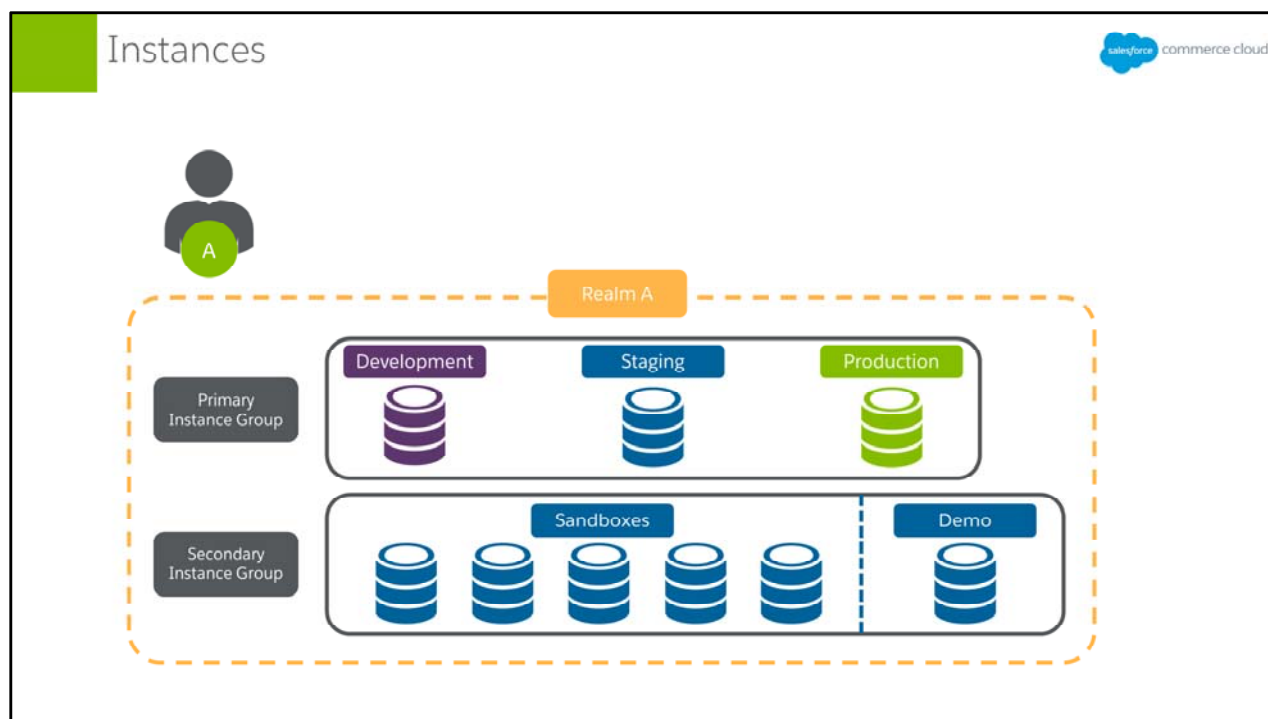 Instances
salesforce commerce cloud
A
Realm A
Development
Staging
Production
Primary
Instance Group
Sandboxes
Demo
Secondary
Instance Group